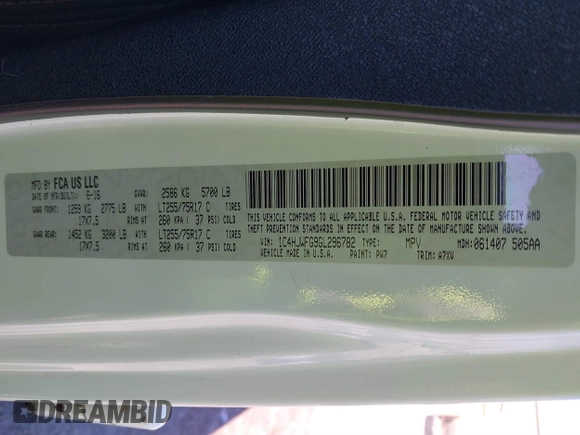 MFD BY FCA US LLC
DATE OF MFR(BUILT): 6-16 GVWR: 2586 KG 5700 LB
GAWR FRONT: 1259 KG 2775 LB WITH LT255/75R17 C TIRES
17X7.5 RIMS AT 260 KPA ( 37 PSI) COLD
GAWR REAR: 1452 KG 3200 LB WITH LT255/75R17 C TIRES
17X7.5 RIMS AT 260 KPA ( 37 PSI) COLD
THIS VEHICLE CONFORMS TO ALL APPLICABLE U.S.A. FEDERAL MOTOR VEHICLE SAFETY AND
THEFT PREVENTION STANDARDS IN EFFECT ON THE DATE OF MANUFACTURE SHOWN ABOVE.
VIN: 1C4HJWFG9GL296782 TYPE: MPV MDH: 061407 505AA
VEHICLE MADE IN U.S.A. PAINT: PW7 TRIM: A7XV
DREAMBID